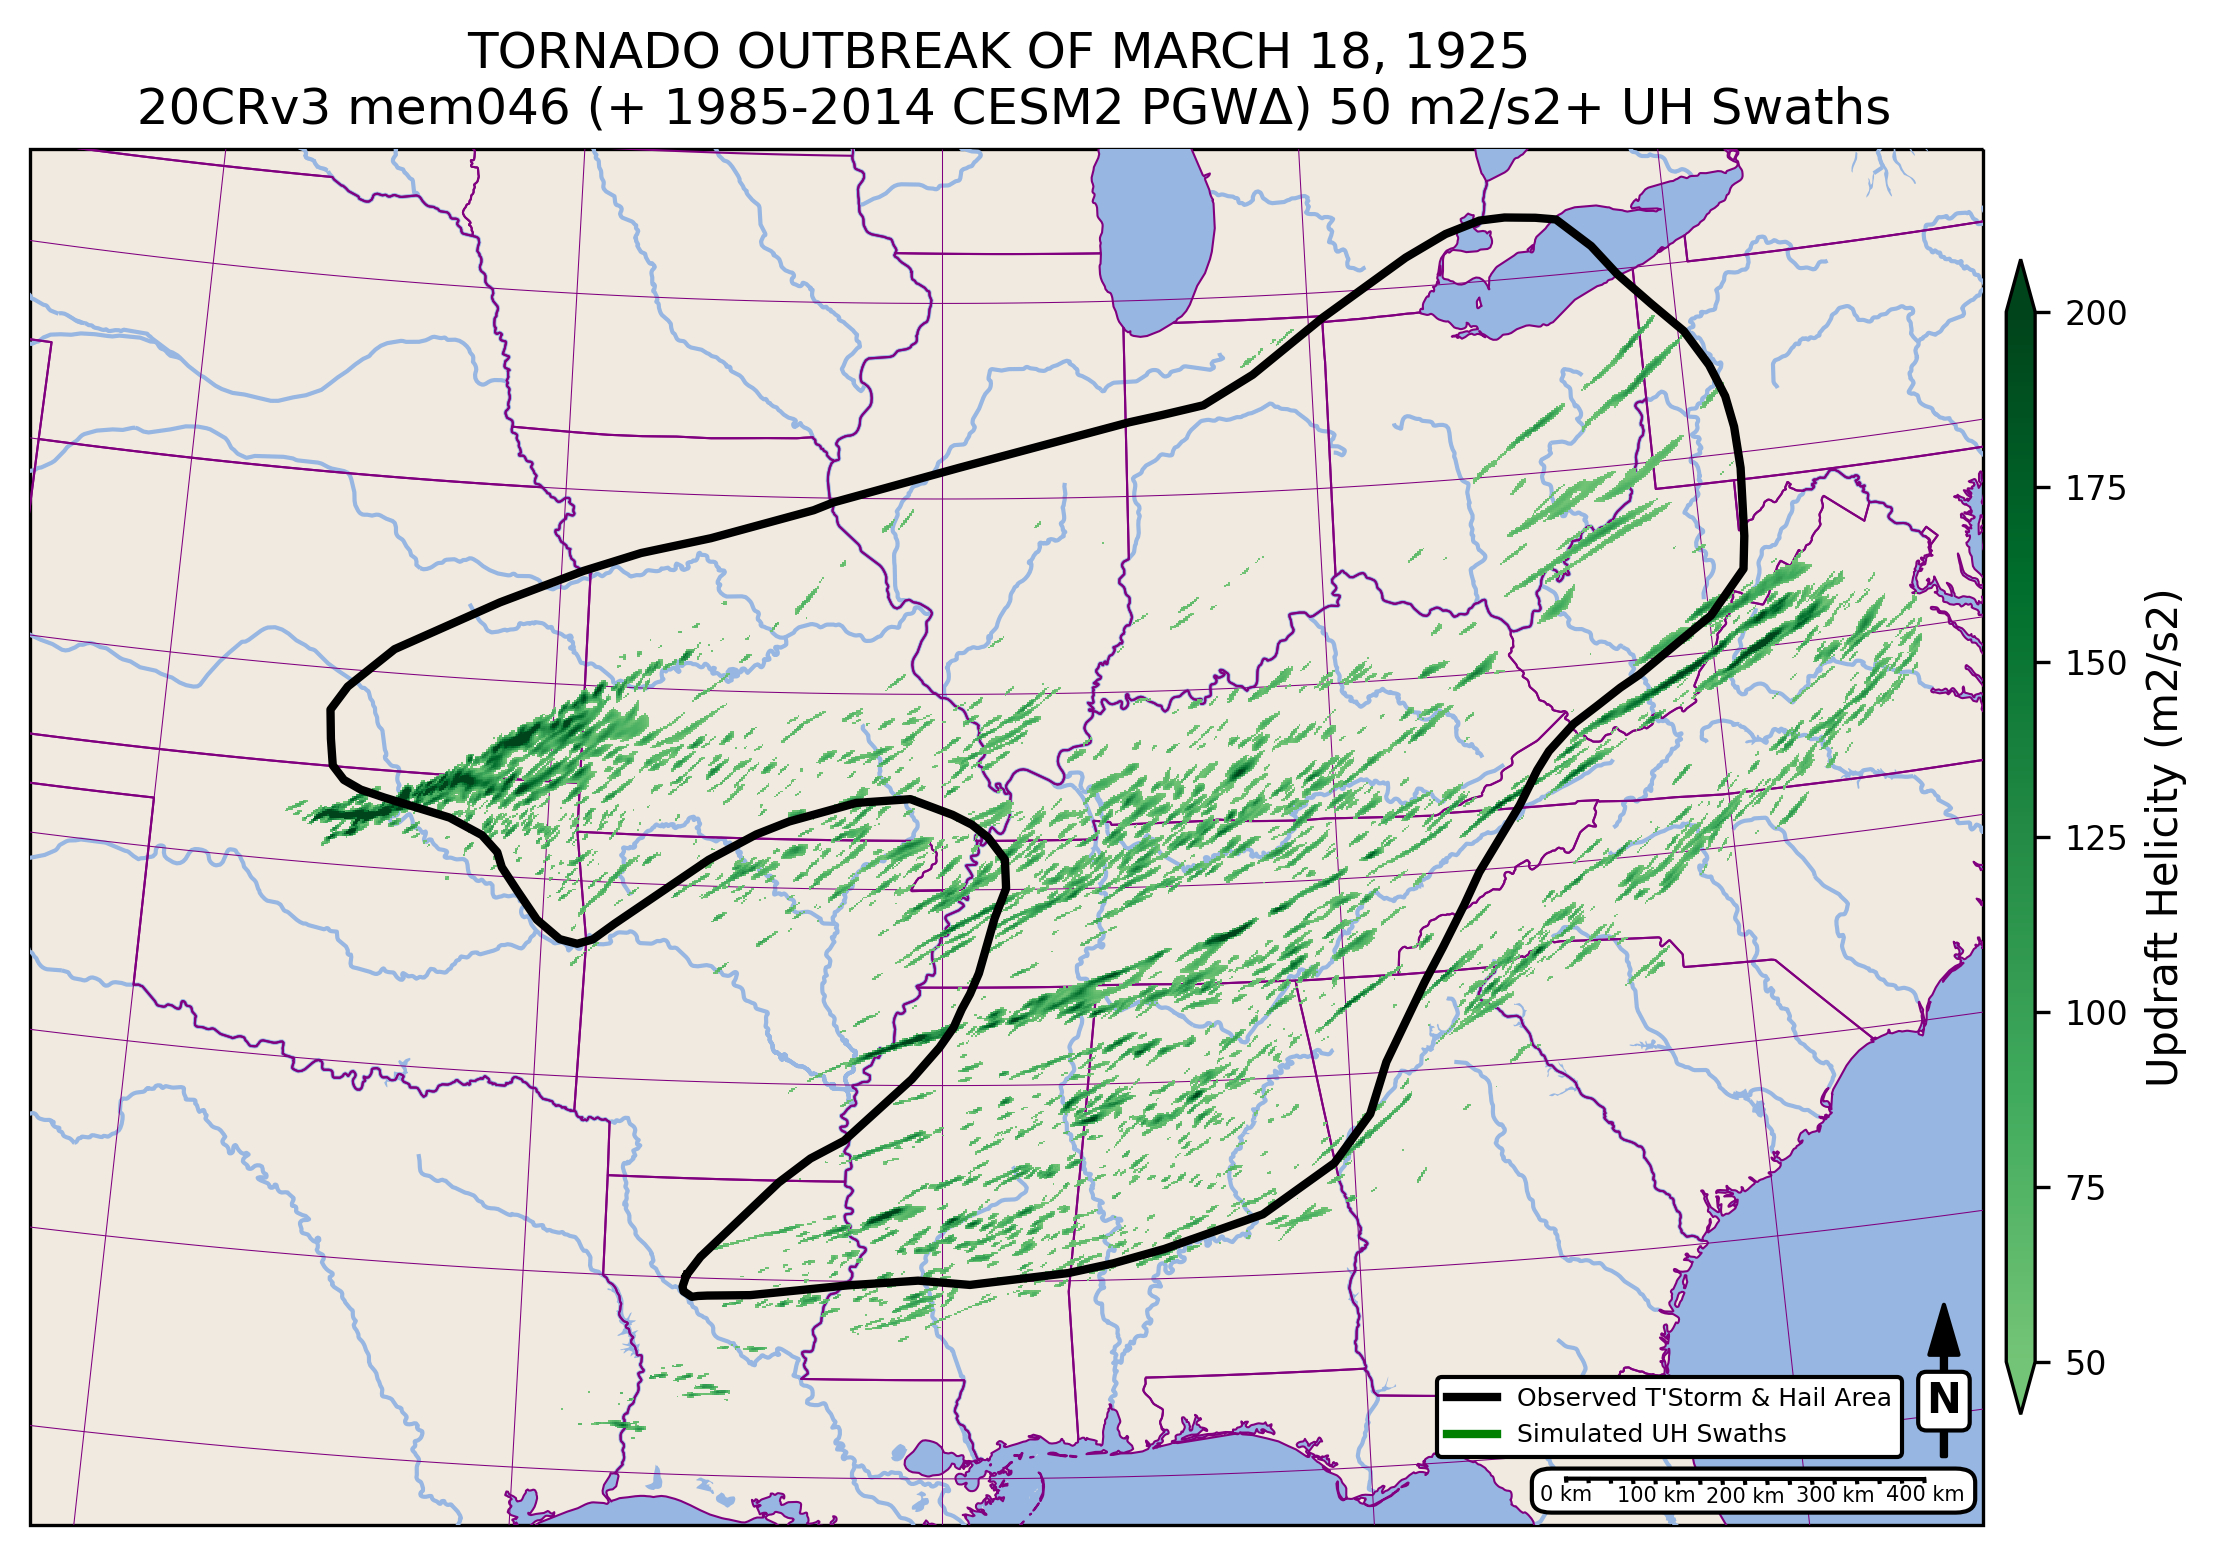 TORNADO OUTBREAK OF MARCH 18, 1925
20CRv3 mem046 (+ 1985-2014 CESM2 PGWΔ) 50 m2/s2+ UH Swaths
200
175
150
125
100
75
50
Updraft Helicity (m2/s2)
Observed T'Storm & Hail Area
Simulated UH Swaths
N
0 km 100 km 200 km 300 km 400 km